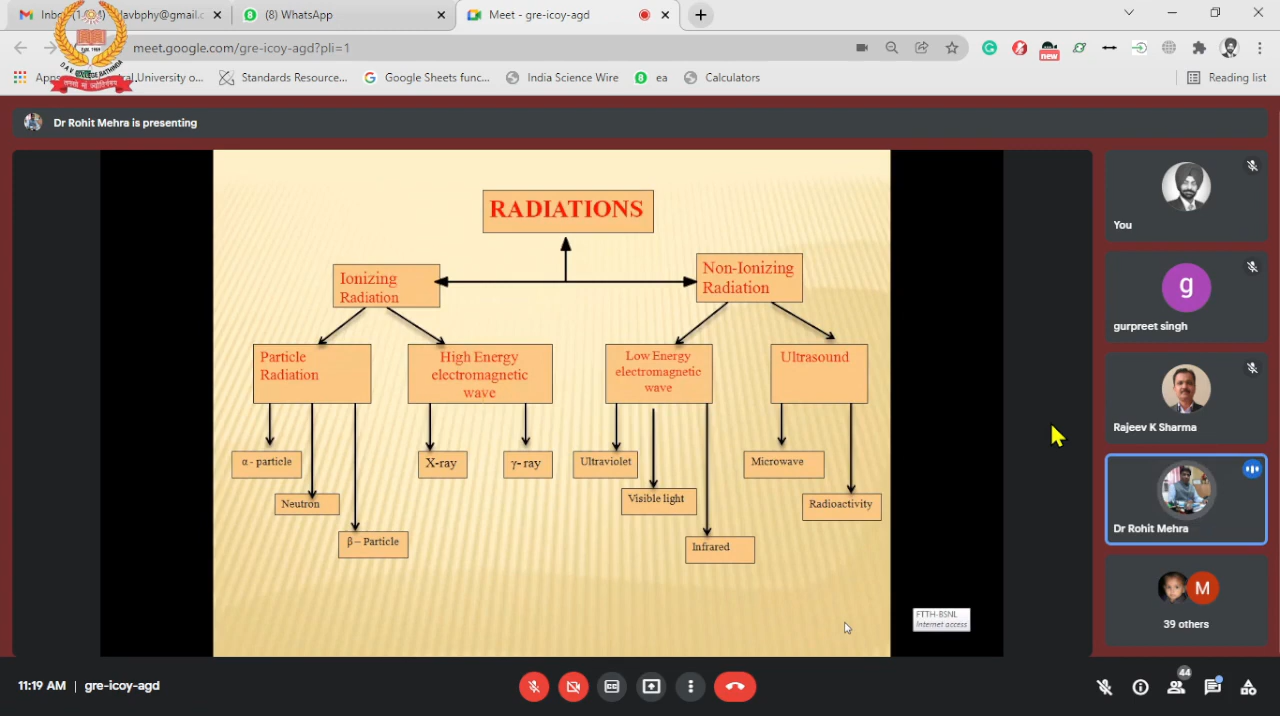 Inb
davbphy@gmail.c
(8) WhatsApp
Meet - gre-icoy-agd
meet.google.com/gre-icoy-agd?pli=1
new
Standards Resource...
Google Sheets func...
India Science Wire
ea
Calculators
Reading list
Dr Rohit Mehra is presenting
RADIATIONS
Ionizing
Radiation
Non-Ionizing
Radiation
Particle
Radiation
High Energy
electromagnetic
wave
Low Energy
electromagnetic
wave
Ultrasound
α - particle
Neutron
β – Particle
X-ray
γ- ray
Ultraviolet
Visible light
Infrared
Microwave
Radioactivity
FTTH-BSNL
Internet access
You
g
gurpreet singh
Rajeev K Sharma
Dr Rohit Mehra
M
39 others
11:19 AM | gre-icoy-agd
44